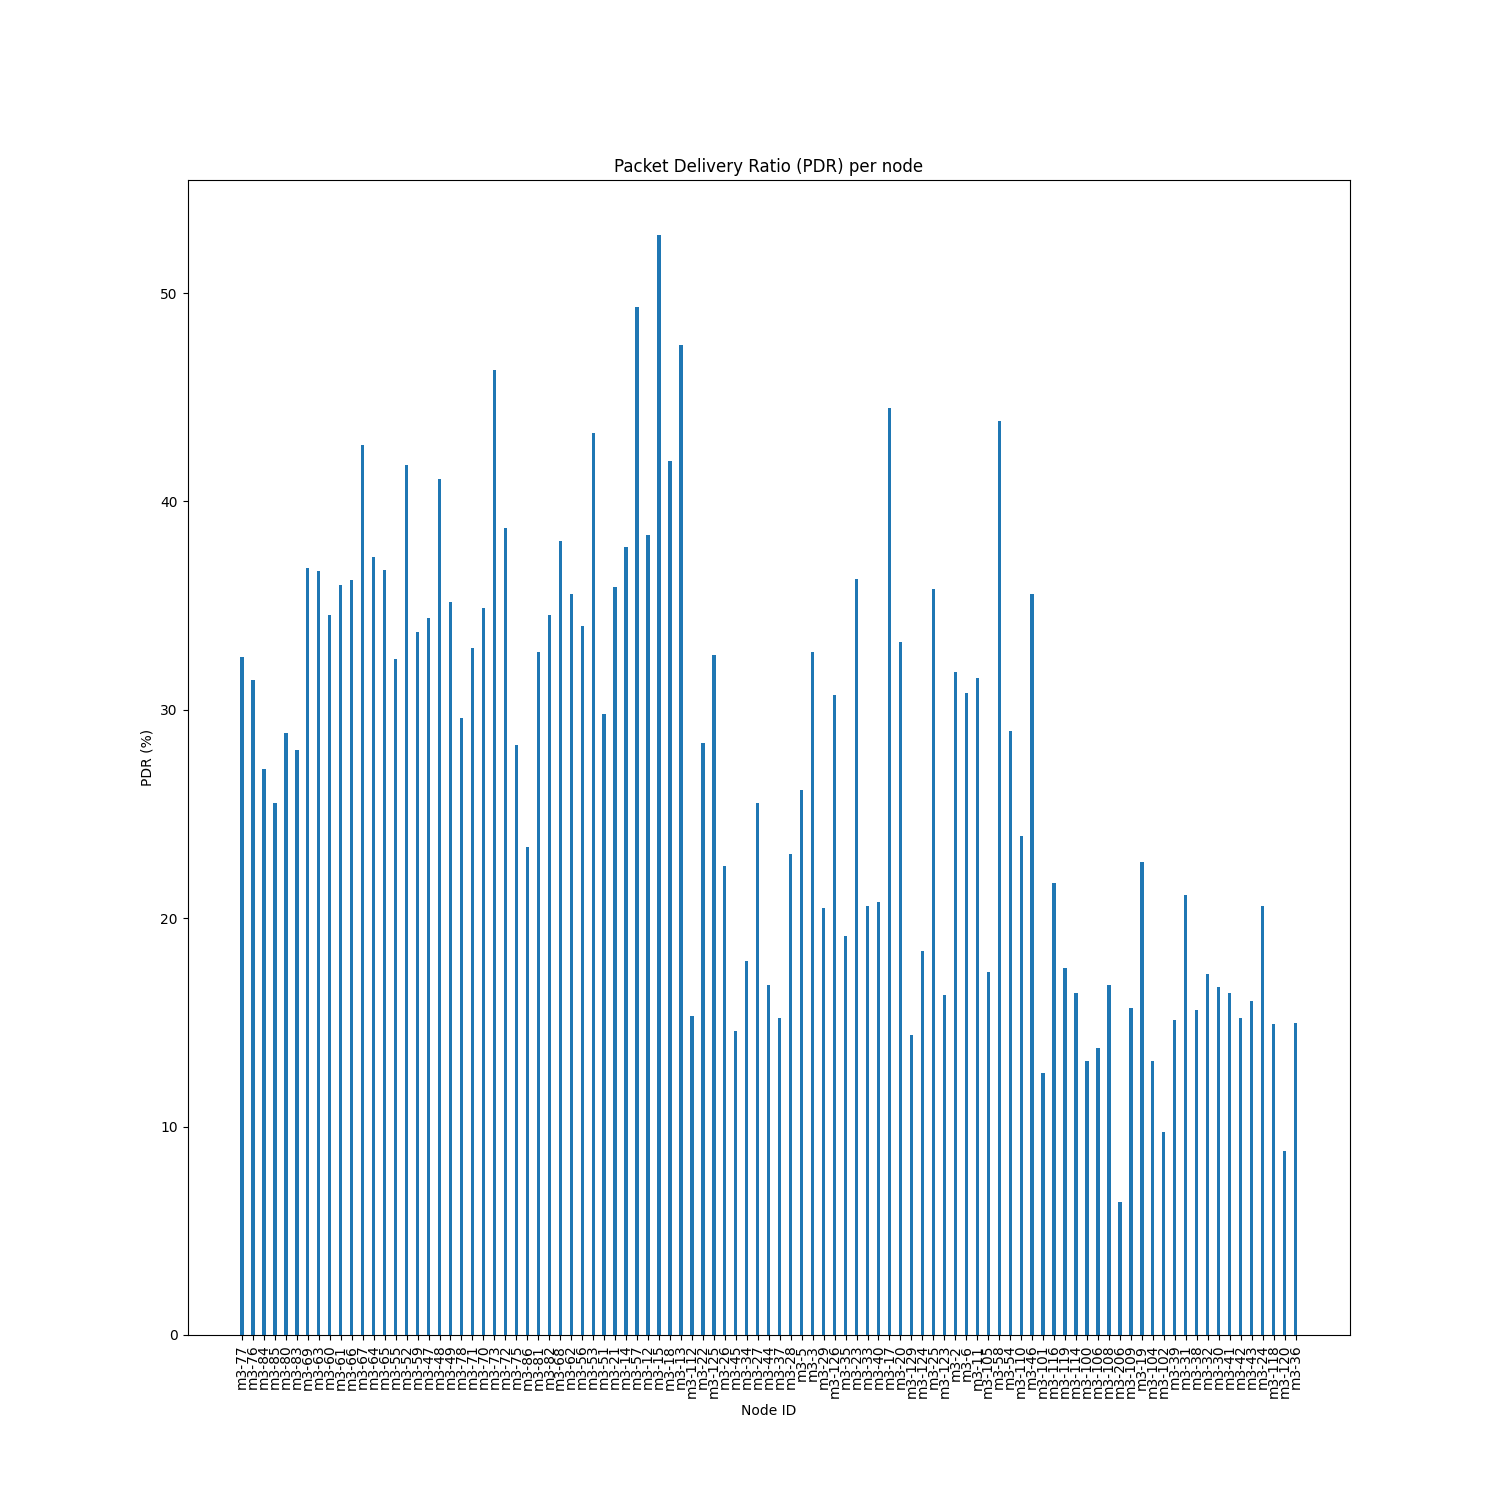 Packet Delivery Ratio (PDR) per node
PDR (%)
50
40
30
20
10
0
m3-77
m3-76
m3-84
m3-85
m3-80
m3-83
m3-69
m3-63
m3-60
m3-61
m3-66
m3-67
m3-64
m3-65
m3-55
m3-52
m3-59
m3-47
m3-48
m3-49
m3-78
m3-71
m3-70
m3-73
m3-72
m3-75
m3-86
m3-81
m3-82
m3-68
m3-62
m3-56
m3-53
m3-51
m3-21
m3-14
m3-57
m3-12
m3-15
m3-18
m3-13
m3-112
m3-22
m3-125
m3-26
m3-45
m3-34
m3-27
m3-44
m3-37
m3-28
m3-5
m3-3
m3-29
m3-126
m3-35
m3-23
m3-33
m3-40
m3-17
m3-20
m3-129
m3-124
m3-25
m3-123
m3-2
m3-6
m3-11
m3-105
m3-58
m3-54
m3-110
m3-46
m3-101
m3-116
m3-119
m3-114
m3-100
m3-106
m3-108
m3-206
m3-109
m3-19
m3-104
m3-102
m3-39
m3-31
m3-38
m3-32
m3-30
m3-41
m3-42
m3-43
m3-24
m3-118
m3-120
m3-36
Node ID